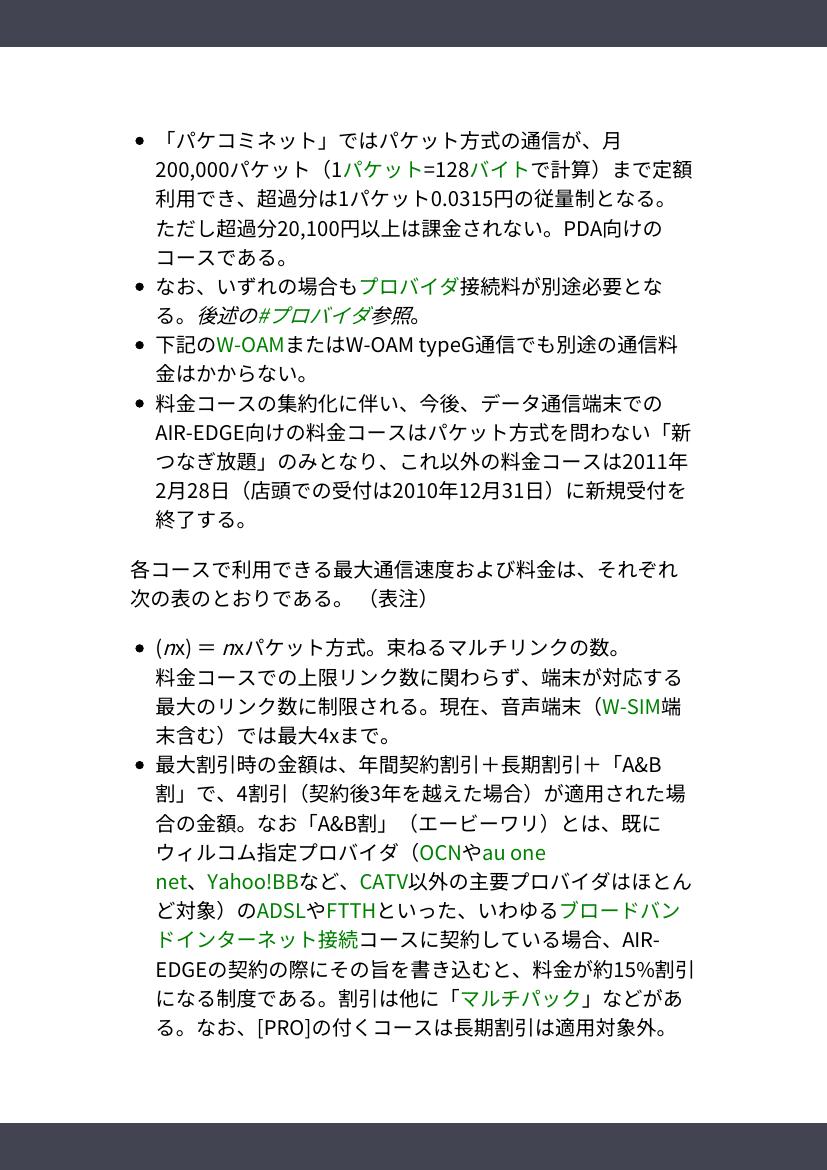 「パケコミネット」ではパケット方式の通信が、月
200,000パケット（1パケット=128バイトで計算）まで定額
利用でき、超過分は1パケット0.0315円の従量制となる。
ただし超過分20,100円以上は課金されない。PDA向けの
コースである。
なお、いずれの場合もプロバイダ接続料が別途必要とな
る。後述の#プロバイダ参照。
下記のW-OAMまたはW-OAM typeG通信でも別途の通信料
金はかからない。
料金コースの集約化に伴い、今後、データ通信端末での
AIR-EDGE向けの料金コースはパケット方式を問わない「新
つなぎ放題」のみとなり、これ以外の料金コースは2011年
2月28日（店頭での受付は2010年12月31日）に新規受付を
終了する。
各コースで利用できる最大通信速度および料金は、それぞれ
次の表のとおりである。 （表注）
(nx) ＝ nxパケット方式。束ねるマルチリンクの数。
料金コースでの上限リンク数に関わらず、端末が対応する
最大のリンク数に制限される。現在、音声端末（W-SIM端
末含む）では最大4xまで。
最大割引時の金額は、年間契約割引＋長期割引＋「A&B
割」で、4割引（契約後3年を越えた場合）が適用された場
合の金額。なお「A&B割」（エービーワリ）とは、既に
ウィルコム指定プロバイダ（OCNやau one
net、Yahoo!BBなど、CATV以外の主要プロバイダはほとん
ど対象）のADSLやFTTHといった、いわゆるブロードバン
ドインターネット接続コースに契約している場合、AIR-
EDGEの契約の際にその旨を書き込むと、料金が約15%割引
になる制度である。割引は他に「マルチパック」などがあ
る。なお、[PRO]の付くコースは長期割引は適用対象外。